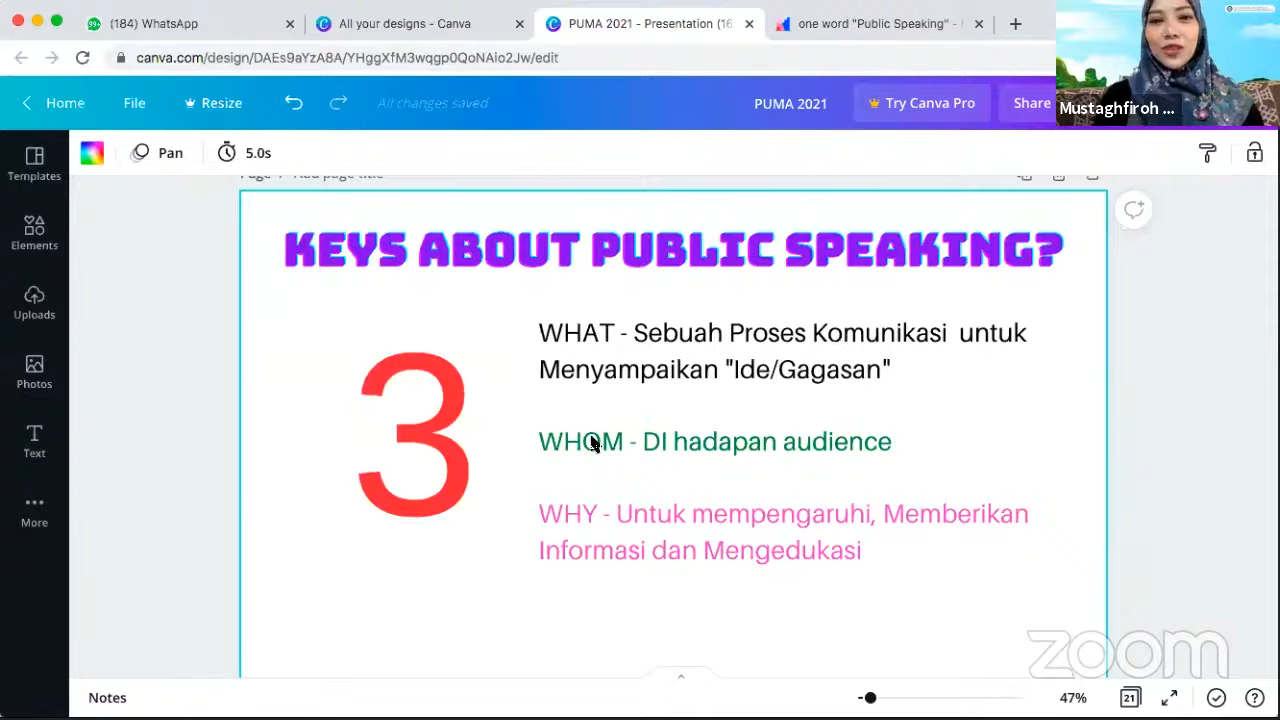 (184) WhatsApp
All your designs - Canva
PUMA 2021 - Presentation (16
one word "Public Speaking" -
canva.com/design/DAEs9aYzA8A/YHggXfM3wqgp0QoNAio2Jw/edit
Home
File
Resize
All changes saved
PUMA 2021
Try Canva Pro
Share
Mustaghfiroh ...
Pan
5.0s
Templates
Elements
Uploads
Photos
Text
More
KEYS ABOUT PUBLIC SPEAKING?
3
WHAT - Sebuah Proses Komunikasi untuk
Menyampaikan "Ide/Gagasan"
WHOM - DI hadapan audience
WHY - Untuk mempengaruhi, Memberikan
Informasi dan Mengedukasi
zoom
Notes
47%
21